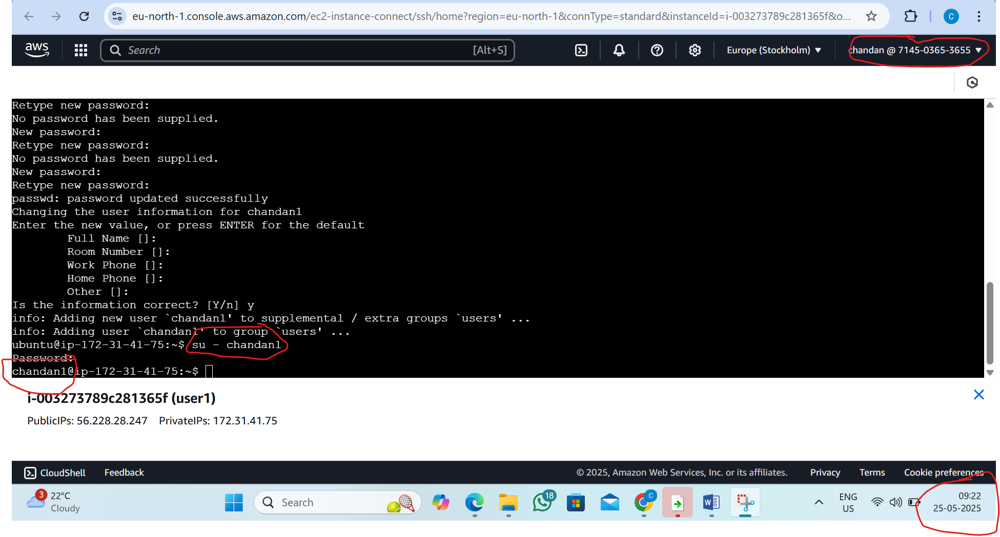 eu-north-1.console.aws.amazon.com/ec2-instance-connect/ssh/home?region=eu-north-1&connType=standard&instanceId=i-003273789c281365f&o...
C
aws
Search [Alt+S]
Europe (Stockholm)
chandan @ 7145-0365-3655
Retype new password:
No password has been supplied.
New password:
Retype new password:
No password has been supplied.
New password:
Retype new password:
passwd: password updated successfully
Changing the user information for chandan1
Enter the new value, or press ENTER for the default
Full Name []:
Room Number []:
Work Phone []:
Home Phone []:
Other []:
Is the information correct? [Y/n] y
info: Adding new user `chandan1' to supplemental / extra groups `users' ...
info: Adding user `chandan1' to group `users' ...
ubuntu@ip-172-31-41-75:~$ su - chandan1
Password:
chandan1@ip-172-31-41-75:~$
i-003273789c281365f (user1)
PublicIPs: 56.228.28.247 PrivateIPs: 172.31.41.75
CloudShell Feedback © 2025, Amazon Web Services, Inc. or its affiliates. Privacy Terms Cookie preferences
3
22°C
Cloudy
Search
18
C
W
ENG
US
09:22
25-05-2025